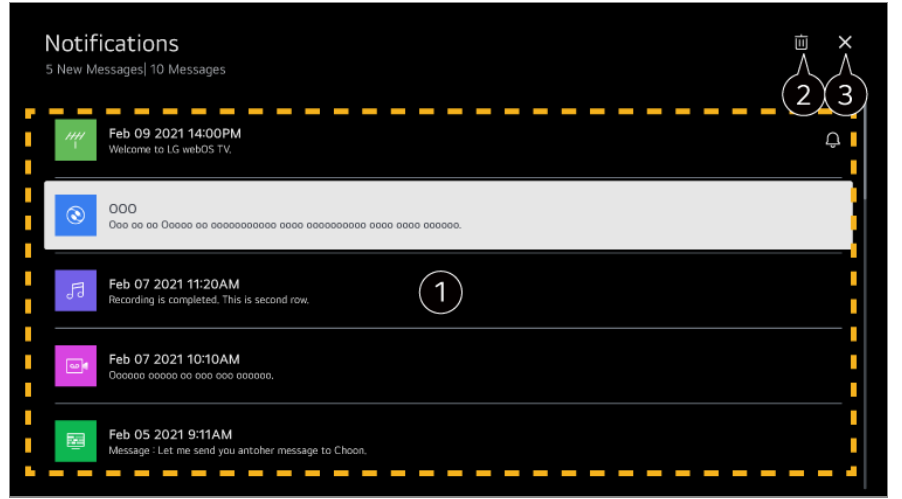 Notifications
5 New Messages| 10 Messages
2 3
Feb 09 2021 14:00PM
Welcome to LG webOS TV.
OOO
Ooo oo oo Ooooo oo ooooooooooo oooo oooooooooo oooo oooo oooooo.
Feb 07 2021 11:20AM
Recording is completed. This is second row.
1
Feb 07 2021 10:10AM
Oooooo ooooo oo ooo ooo oooooo.
Feb 05 2021 9:11AM
Message : Let me send you antoher message to Choon.